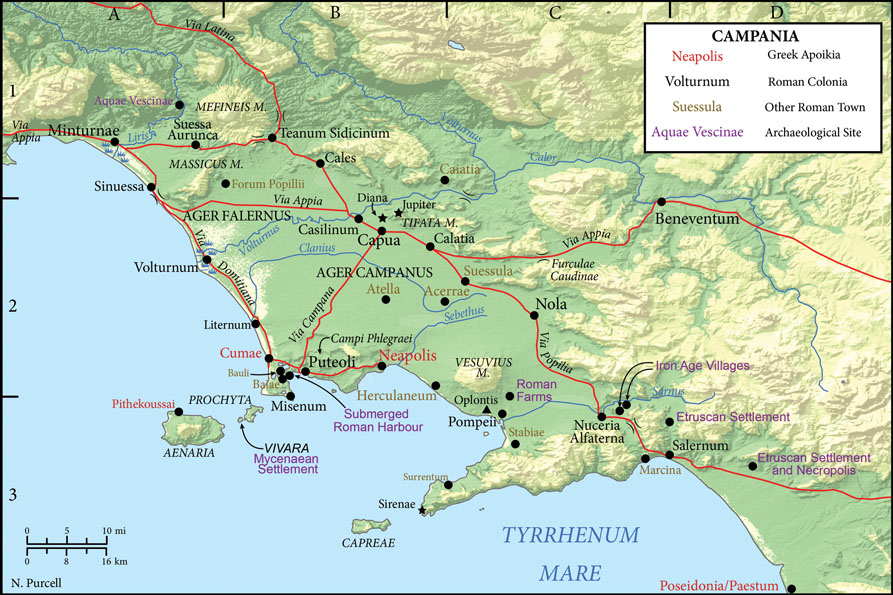 A
B
C
D
1
2
3
CAMPANIA
Neapolis Greek Apoikia
Volturnum Roman Colonia
Suessula Other Roman Town
Aquae Vescinae Archaeological Site
Via Latina
Aquae Vescinae
MEFINEIS M.
Via
Appia
Minturnae
Liris
Suessa
Aurunca
Teanum Sidicinum
MASSICUS M.
Cales
Volturnus
Calor
Caiatia
Sinuessa
Forum Popillii
Via Appia
Diana
Jupiter
TIFATA M.
AGER FALERNUS
Casilinum
Capua
Calatia
Via Appia
Beneventum
Furculae
Caudinae
Via Domitiana
Volturnus
Clanius
Volturnum
AGER CAMPANUS
Suessula
Atella
Acerrae
Nola
Via Campana
Sebethus
Liternum
Campi Phlegraei
Via Popilia
Cumae
Puteoli
Neapolis
VESUVIUS
M.
Iron Age Villages
Bauli
Baiae
Herculaneum
Roman
Farms
Sarnus
Pithekoussai
PROCHYTA
Misenum
Submerged
Roman Harbour
Oplontis
Pompeii
Nuceria
Alfaterna
Etruscan Settlement
AENARIA
VIVARA
Mycenaean
Settlement
Stabiae
Salernum
Marcina
Etruscan Settlement
and Necropolis
Surrentum
Sirenae
CAPREAE
TYRRHENUM
MARE
0 5 10 mi
0 8 16 km
N. Purcell
Poseidonia/Paestum